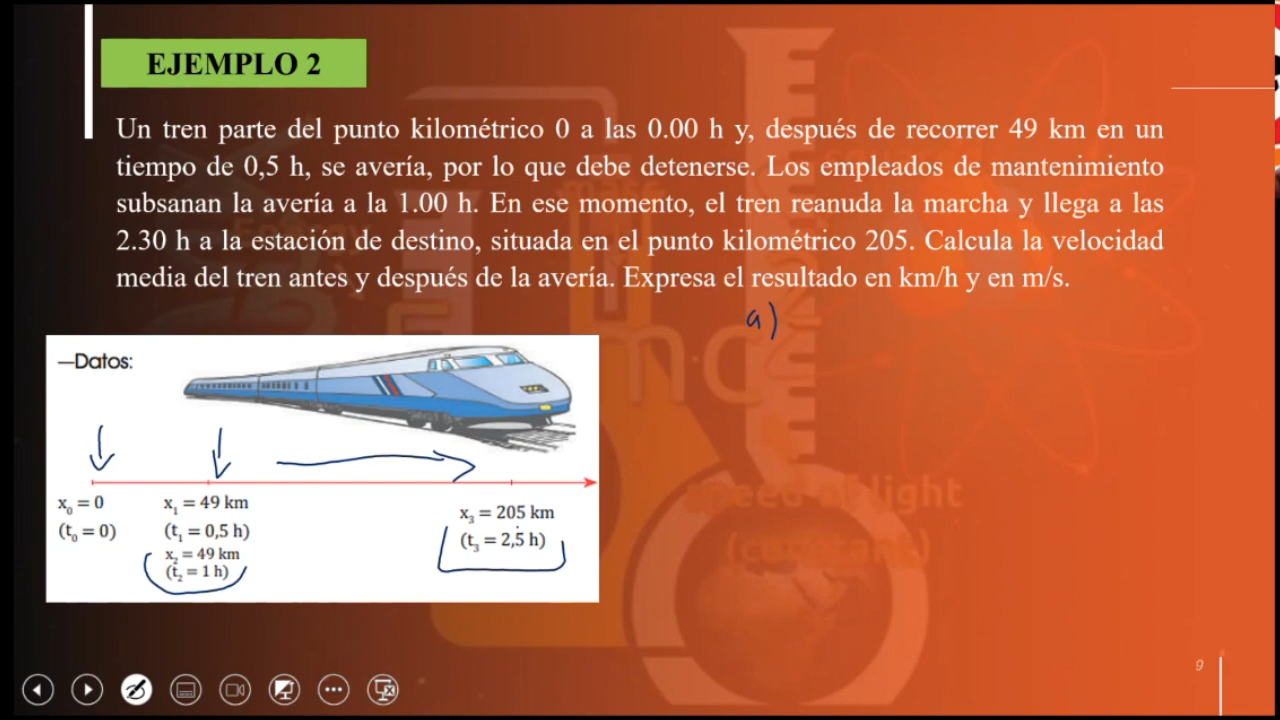 EJEMPLO 2
Un tren parte del punto kilométrico 0 a las 0.00 h y, después de recorrer 49 km en un
tiempo de 0,5 h, se avería, por lo que debe detenerse. Los empleados de mantenimiento
subsanan la avería a la 1.00 h. En ese momento, el tren reanuda la marcha y llega a las
2.30 h a la estación de destino, situada en el punto kilométrico 205. Calcula la velocidad
media del tren antes y después de la avería. Expresa el resultado en km/h y en m/s.
a)
—Datos:
x₀ = 0
(t₀ = 0)
x₁ = 49 km
(t₁ = 0,5 h)
x₂ = 49 km
(t₂ = 1 h)
x₃ = 205 km
(t₃ = 2,5 h)
mc
speed of light
(constant)
9